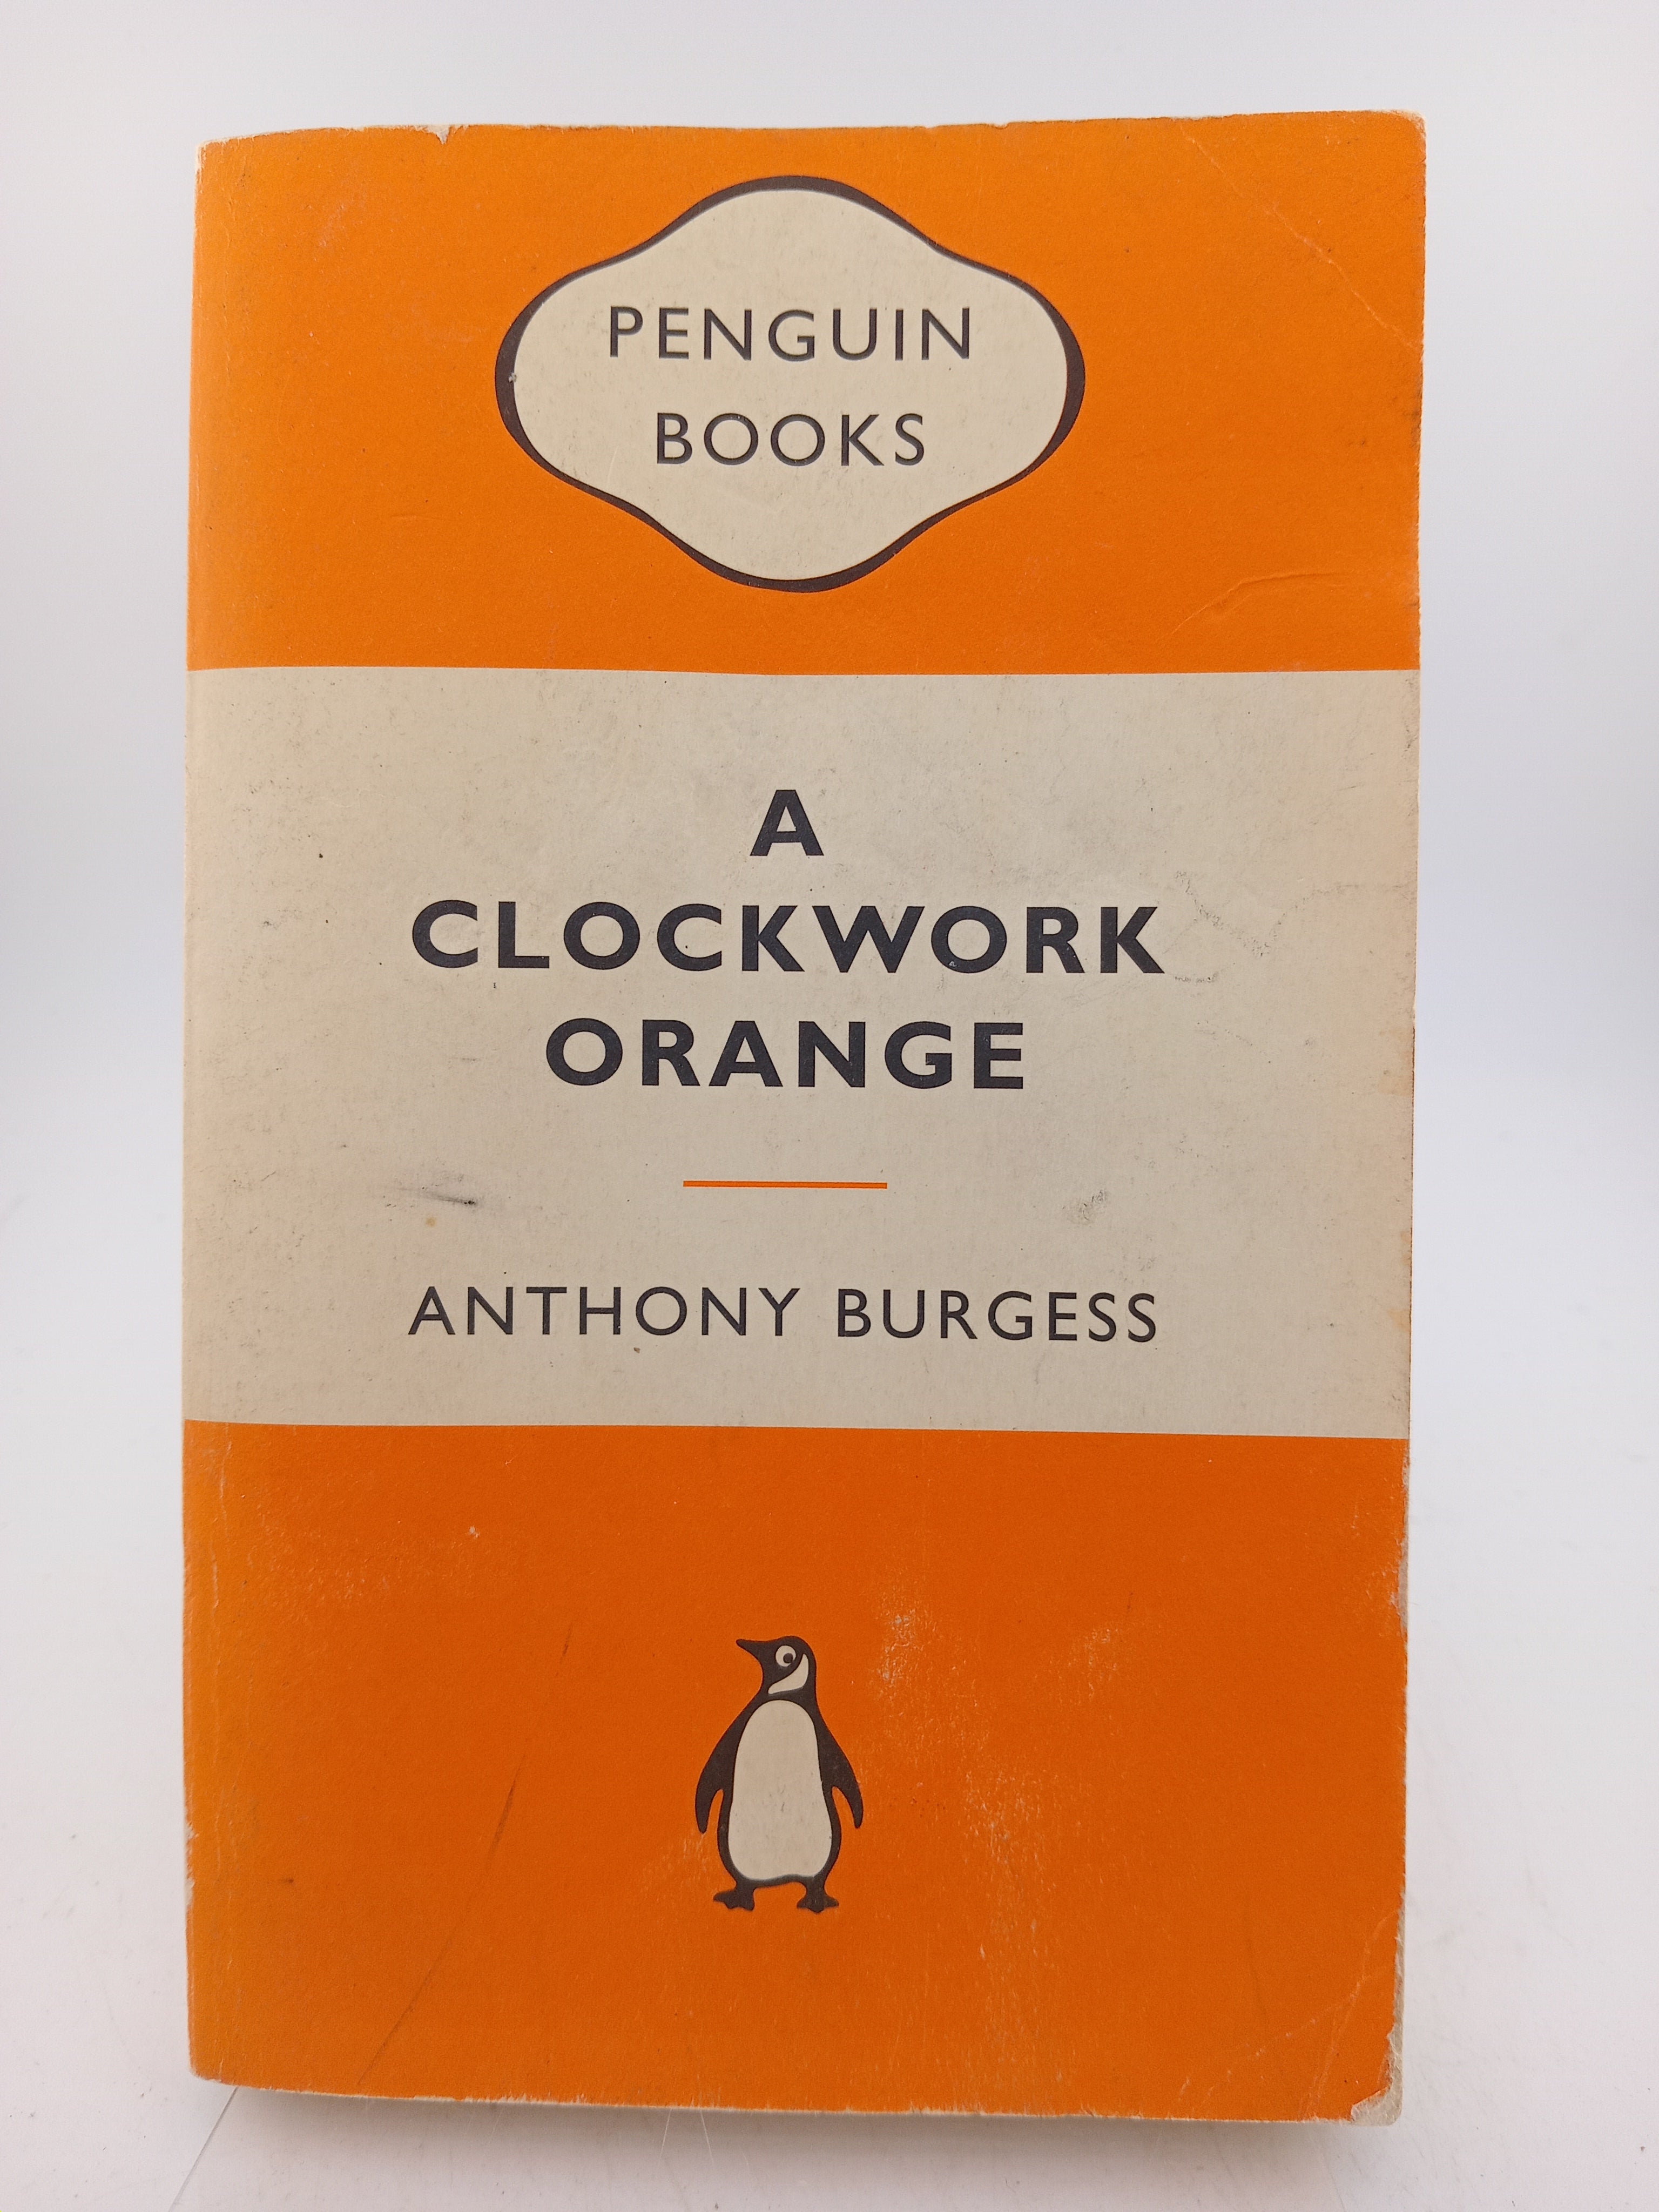 PENGUIN
BOOKS
A
CLOCKWORK
ORANGE
ANTHONY BURGESS